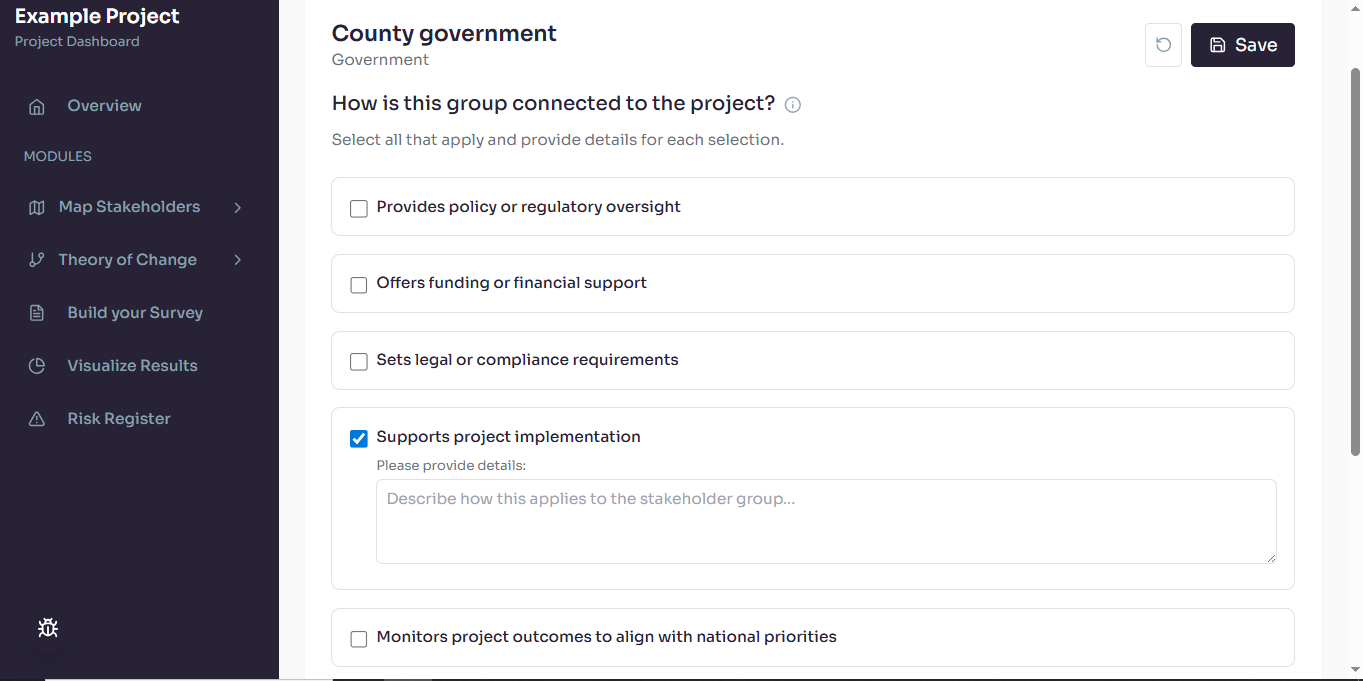 Example Project
Project Dashboard
Overview
MODULES
Map Stakeholders
Theory of Change
Build your Survey
Visualize Results
Risk Register
County government
Government
Save
How is this group connected to the project?
Select all that apply and provide details for each selection.
Provides policy or regulatory oversight
Offers funding or financial support
Sets legal or compliance requirements
Supports project implementation
Please provide details:
Describe how this applies to the stakeholder group...
Monitors project outcomes to align with national priorities